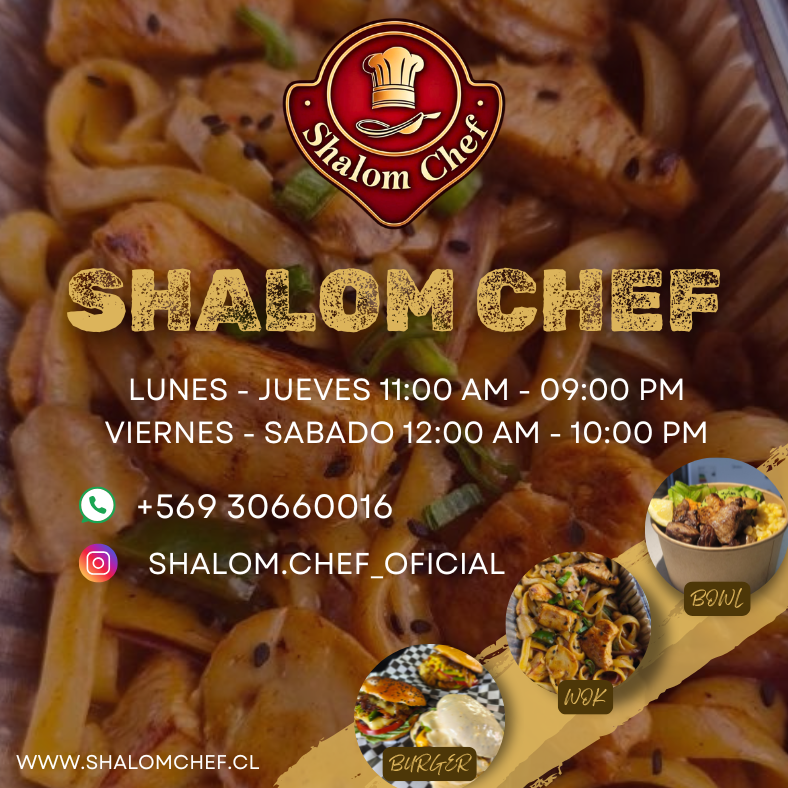 Shalom Chef
SHALOM CHEF
LUNES - JUEVES 11:00 AM - 09:00 PM
VIERNES - SABADO 12:00 AM - 10:00 PM
+569 30660016
SHALOM.CHEF_OFICIAL
BOWL
WOK
BURGER
WWW.SHALOMCHEF.CL